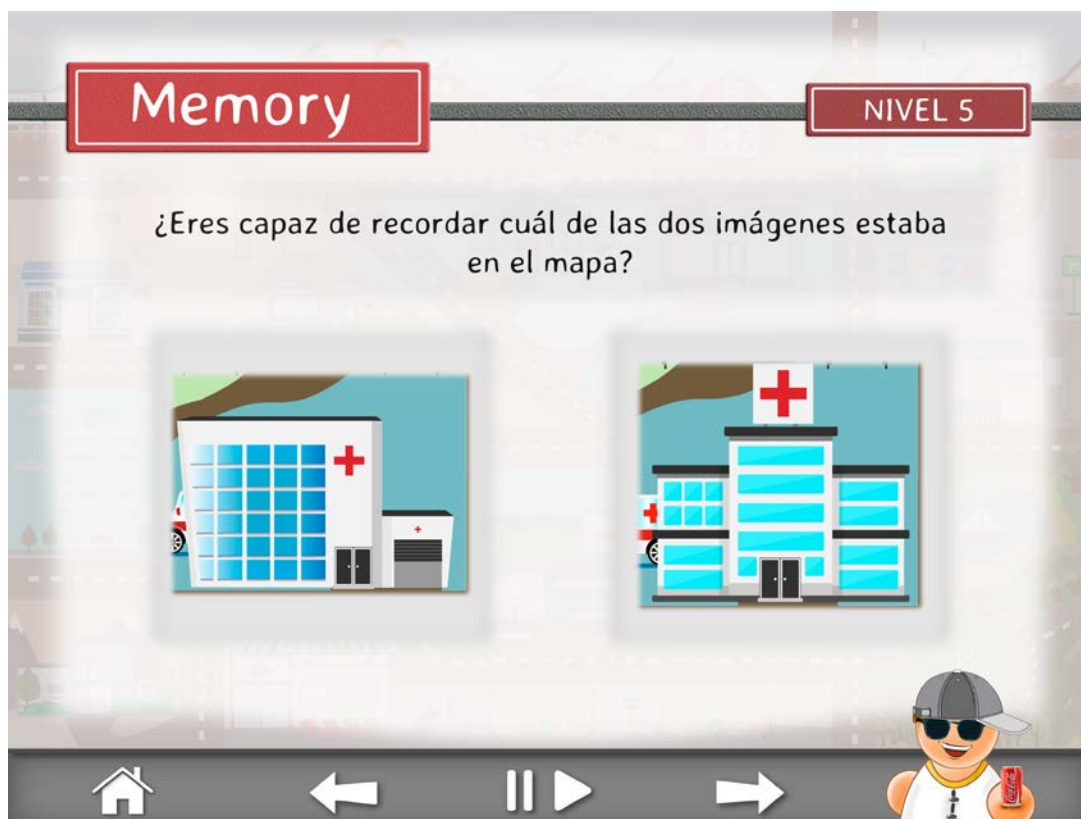 Memory
NIVEL 5
¿Eres capaz de recordar cuál de las dos imágenes estaba
en el mapa?